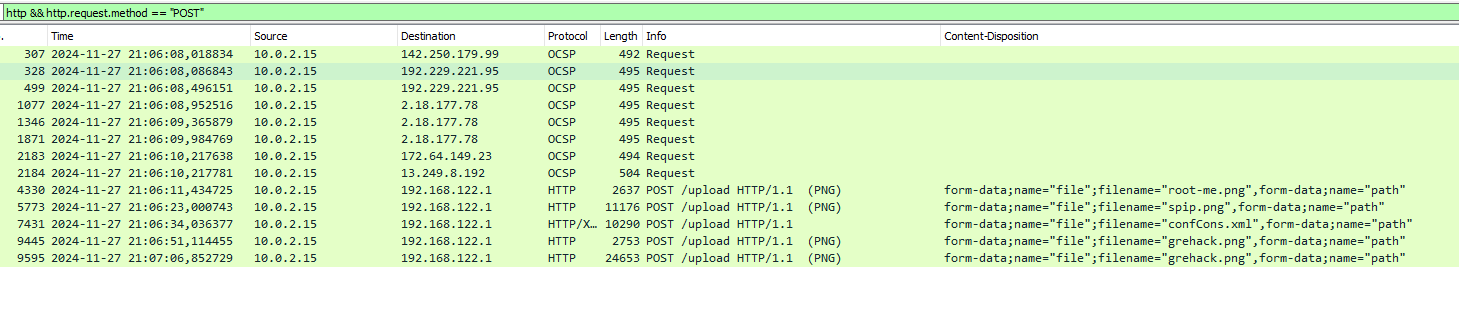 http && http.request.method == "POST"
. Time Source Destination Protocol Length Info Content-Disposition
307 2024-11-27 21:06:08,018834 10.0.2.15 142.250.179.99 OCSP 492 Request
328 2024-11-27 21:06:08,086843 10.0.2.15 192.229.221.95 OCSP 495 Request
499 2024-11-27 21:06:08,496151 10.0.2.15 192.229.221.95 OCSP 495 Request
1077 2024-11-27 21:06:08,952516 10.0.2.15 2.18.177.78 OCSP 495 Request
1346 2024-11-27 21:06:09,365879 10.0.2.15 2.18.177.78 OCSP 495 Request
1871 2024-11-27 21:06:09,984769 10.0.2.15 2.18.177.78 OCSP 495 Request
2183 2024-11-27 21:06:10,217638 10.0.2.15 172.64.149.23 OCSP 494 Request
2184 2024-11-27 21:06:10,217781 10.0.2.15 13.249.8.192 OCSP 504 Request
4330 2024-11-27 21:06:11,434725 10.0.2.15 192.168.122.1 HTTP 2637 POST /upload HTTP/1.1 (PNG) form-data;name="file";filename="root-me.png",form-data;name="path"
5773 2024-11-27 21:06:23,000743 10.0.2.15 192.168.122.1 HTTP 11176 POST /upload HTTP/1.1 (PNG) form-data;name="file";filename="spip.png",form-data;name="path"
7431 2024-11-27 21:06:34,036377 10.0.2.15 192.168.122.1 HTTP/X… 10290 POST /upload HTTP/1.1 form-data;name="file";filename="confCons.xml",form-data;name="path"
9445 2024-11-27 21:06:51,114455 10.0.2.15 192.168.122.1 HTTP 2753 POST /upload HTTP/1.1 (PNG) form-data;name="file";filename="grehack.png",form-data;name="path"
9595 2024-11-27 21:07:06,852729 10.0.2.15 192.168.122.1 HTTP 24653 POST /upload HTTP/1.1 (PNG) form-data;name="file";filename="grehack.png",form-data;name="path"